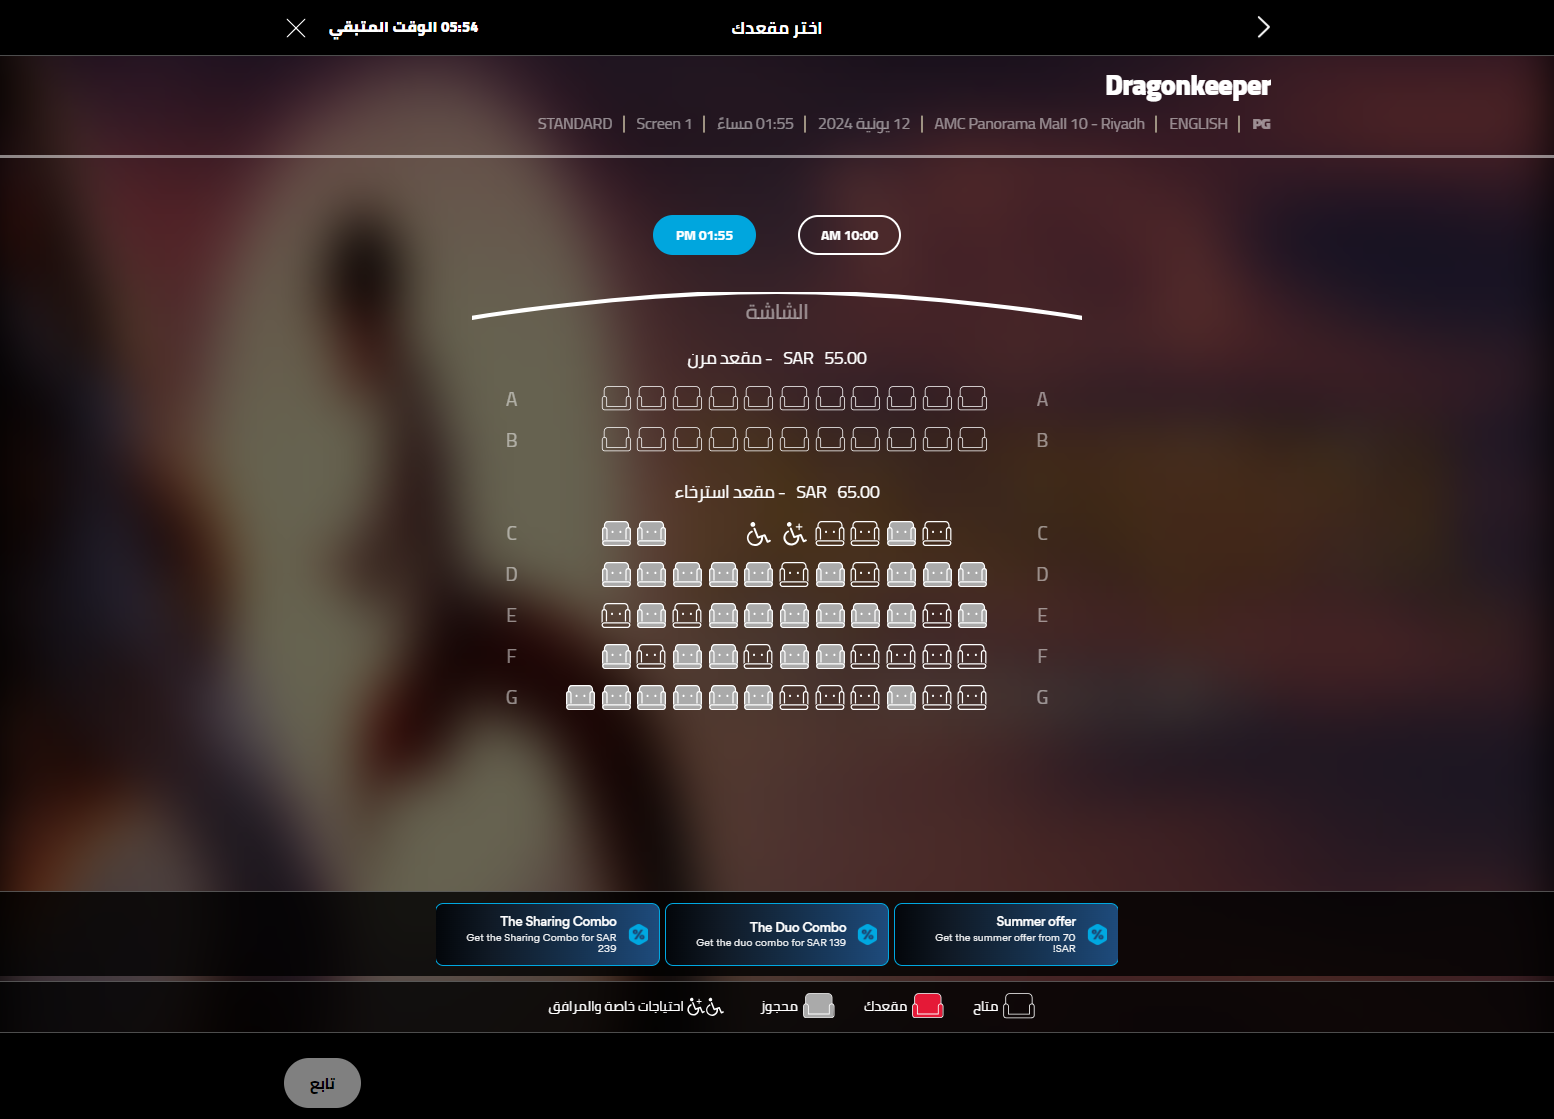 اختر مقعدك
05:54 الوقت المتبقي
Dragonkeeper
PG | ENGLISH | AMC Panorama Mall 10 - Riyadh | 12 يونية 2024 | 01:55 مساءً | Screen 1 | STANDARD
AM 10:00
PM 01:55
الشاشة
SAR 55.00 - مقعد مرن
A A
B B
SAR 65.00 - مقعد استرخاء
C C
D D
E E
F F
G G
Summer offer
Get the summer offer from 70
!SAR
The Duo Combo
Get the duo combo for SAR 139
The Sharing Combo
Get the Sharing Combo for SAR
239
متاح
مقعدك
محجوز
احتياجات خاصة والمرافق
تابع